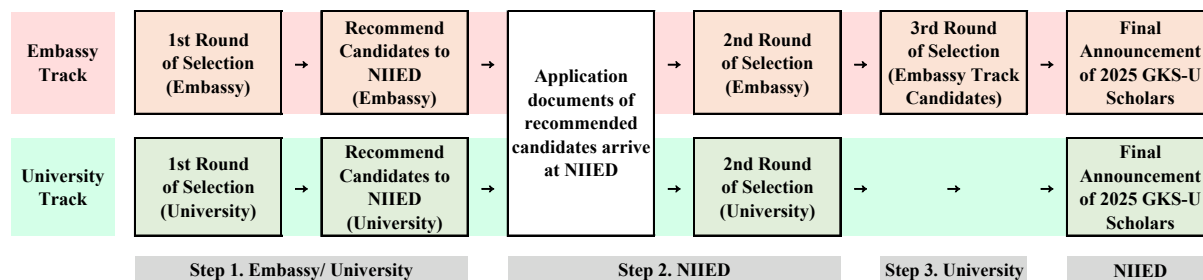 Embassy
Track
1st Round
of Selection
(Embassy)
→
Recommend
Candidates to
NIIED
(Embassy)
→
Application
documents of
recommended
candidates arrive
at NIIED
→
2nd Round
of Selection
(Embassy)
→
3rd Round
of Selection
(Embassy Track
Candidates)
→
Final
Announcement
of 2025 GKS-U
Scholars
University
Track
1st Round
of Selection
(University)
→
Recommend
Candidates to
NIIED
(University)
→
→
2nd Round
of Selection
(University)
→
→
→
Final
Announcement
of 2025 GKS-U
Scholars
Step 1. Embassy/ University
Step 2. NIIED
Step 3. University
NIIED